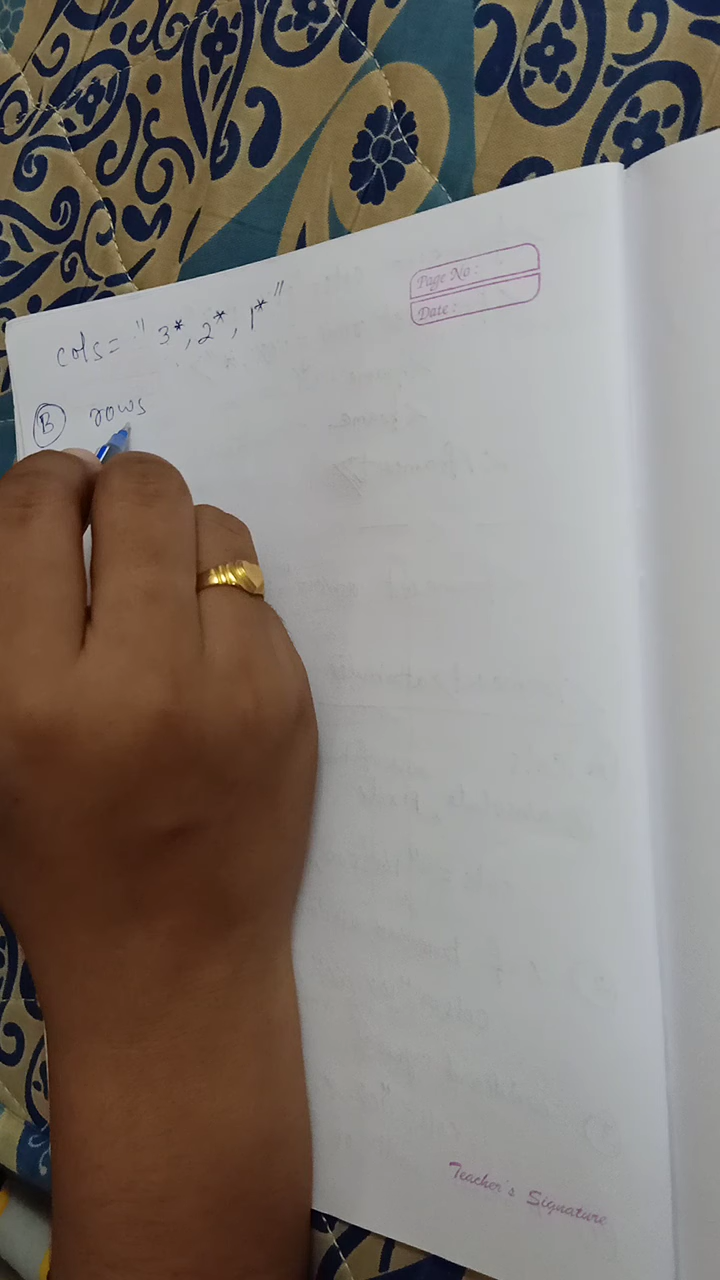 Page No :
Date :
cols = " 3*, 2*, 1* "
B rows
Teacher's Signature